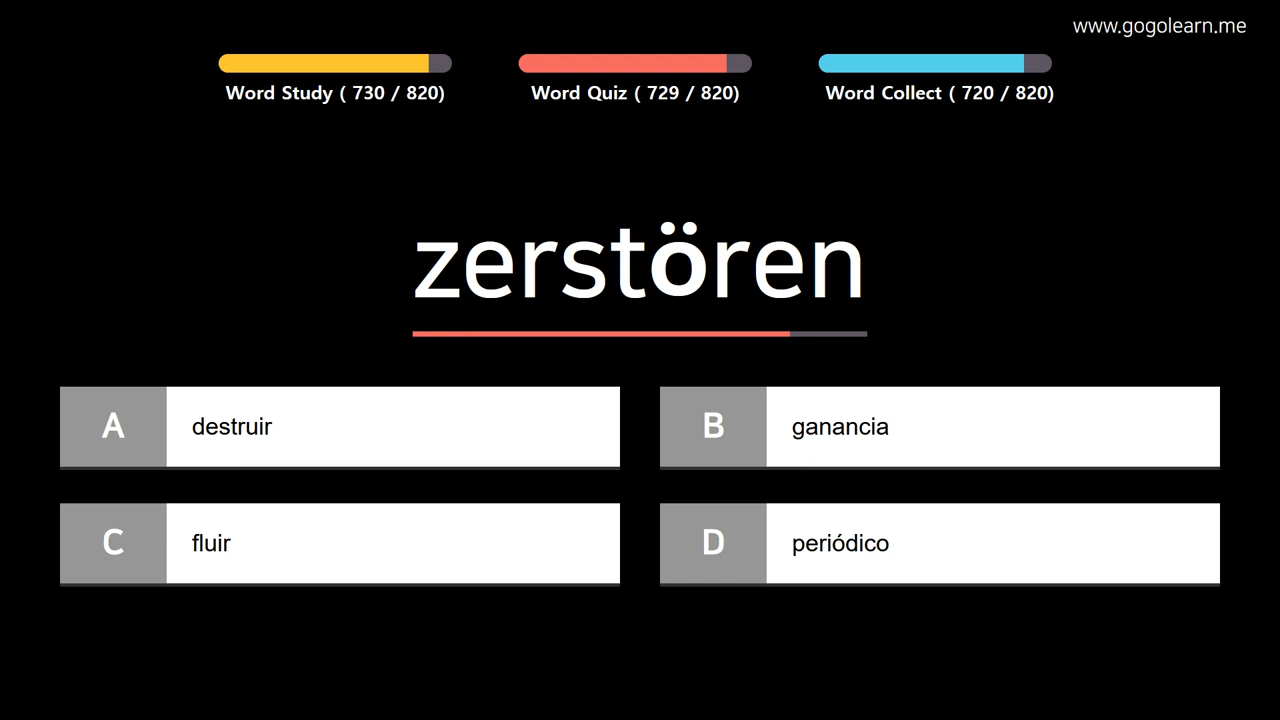 www.gogolearn.me
Word Study ( 730 / 820)
Word Quiz ( 729 / 820)
Word Collect ( 720 / 820)
zerstören
A destruir
B ganancia
C fluir
D periódico